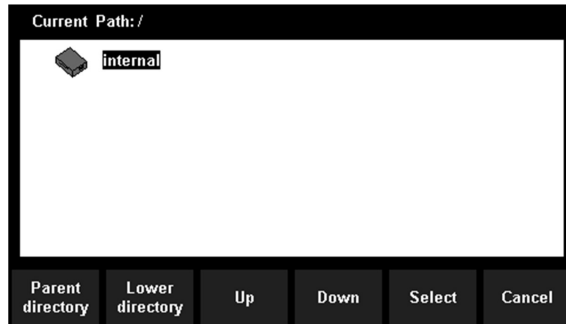 Current Path: /
internal
Parent directory
Lower directory
Up
Down
Select
Cancel